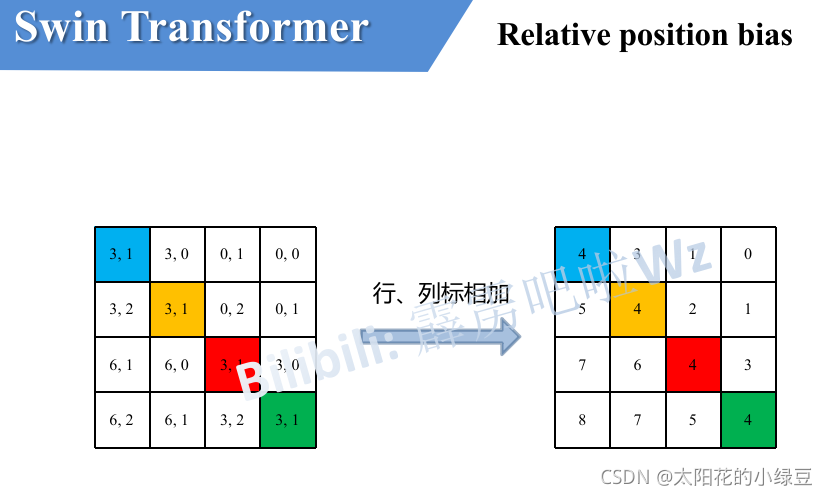 Swin Transformer
Relative position bias
3, 1 3, 0 0, 1 0, 0
3, 2 3, 1 0, 2 0, 1
6, 1 6, 0 3, 1 3, 0
6, 2 6, 1 3, 2 3, 1
行、列标相加
4 3 1 0
5 4 2 1
7 6 4 3
8 7 5 4
Bilibili: 霹雳吧啦Wz
CSDN @太阳花的小绿豆